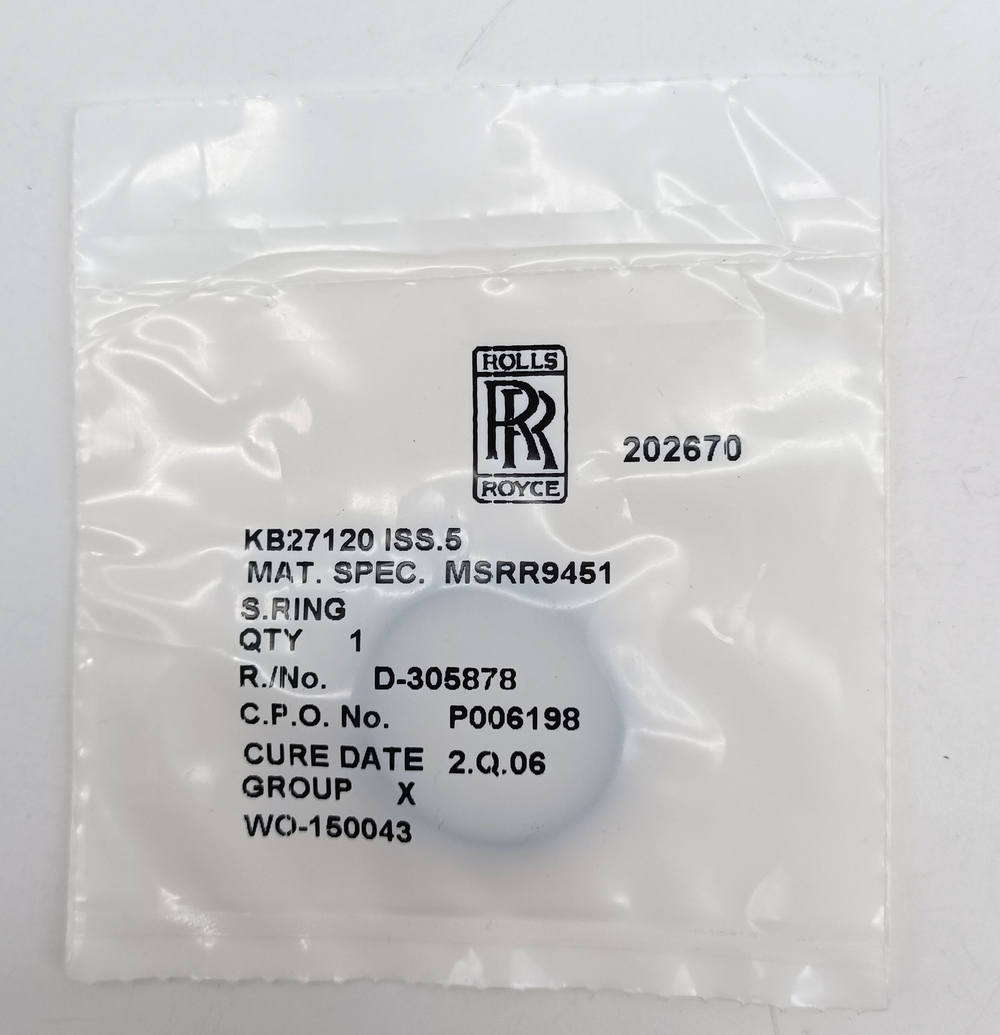 ROLLS
RR
ROYCE
202670
KB27120 ISS.5
MAT. SPEC. MSRR9451
S.RING
QTY 1
R./No. D-305878
C.P.O. No. P006198
CURE DATE 2.Q.06
GROUP X
WO-150043